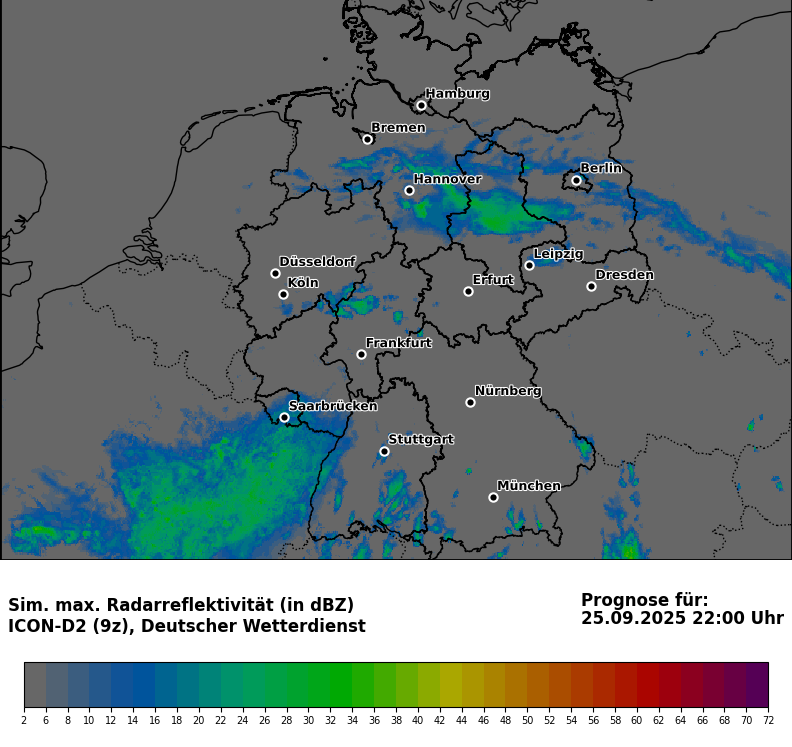 Hamburg
Bremen
Berlin
Hannover
Düsseldorf
Leipzig
Köln
Erfurt
Dresden
Frankfurt
Nürnberg
Saarbrücken
Stuttgart
München
Sim. max. Radarreflektivität (in dBZ)
ICON-D2 (9z), Deutscher Wetterdienst
Prognose für:
25.09.2025 22:00 Uhr
2 6 8 10 12 14 16 18 20 22 24 26 28 30 32 34 36 38 40 42 44 46 48 50 52 54 56 58 60 62 64 66 68 70 72